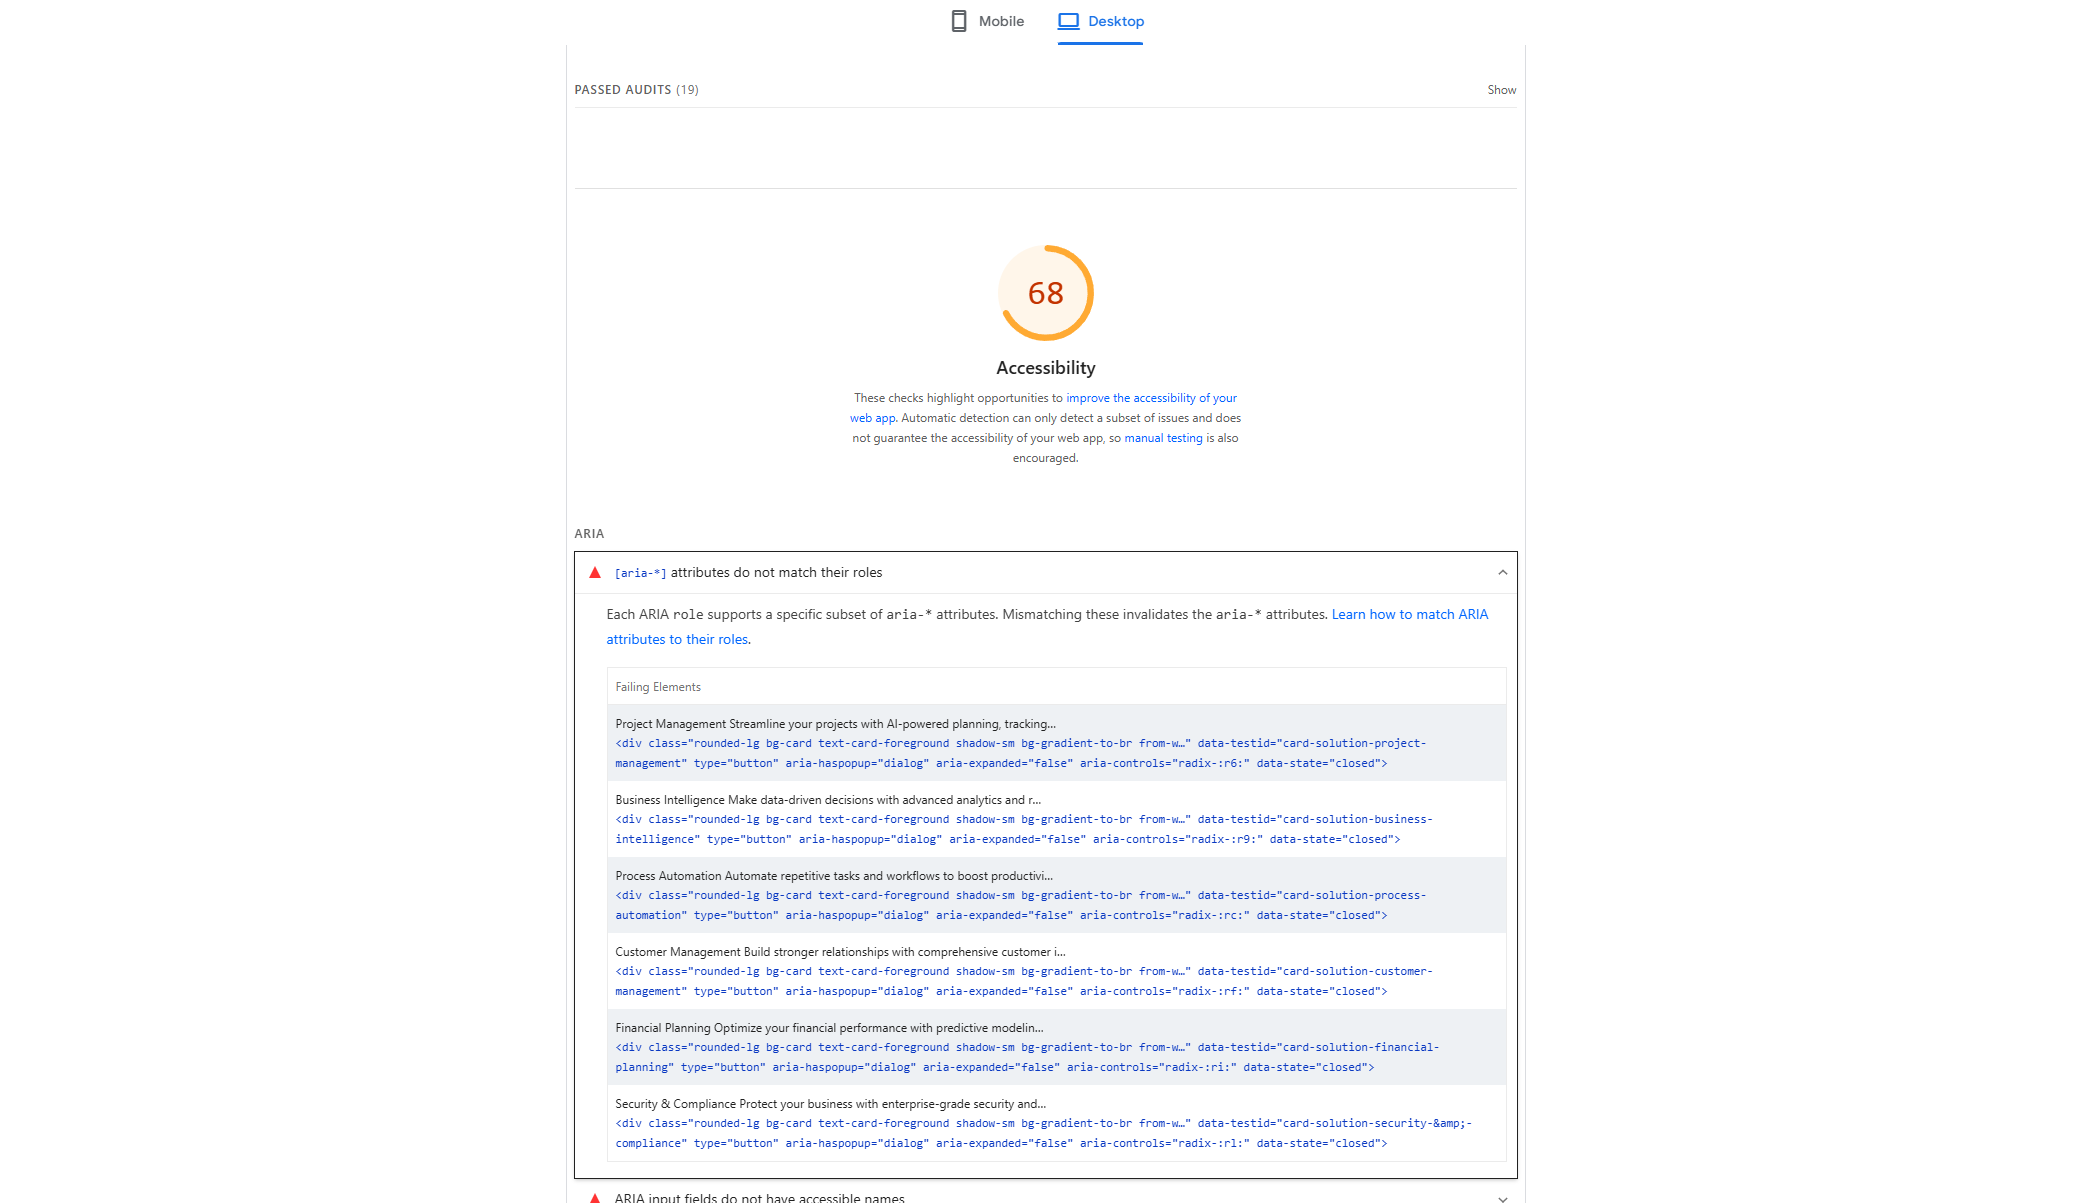 Mobile
Desktop
PASSED AUDITS (19)
Show
68
Accessibility
These checks highlight opportunities to improve the accessibility of your
web app. Automatic detection can only detect a subset of issues and does
not guarantee the accessibility of your web app, so manual testing is also
encouraged.
ARIA
[aria-*] attributes do not match their roles
Each ARIA role supports a specific subset of aria-* attributes. Mismatching these invalidates the aria-* attributes. Learn how to match ARIA
attributes to their roles.
Failing Elements
Project Management Streamline your projects with AI-powered planning, tracking...
<div class="rounded-lg bg-card text-card-foreground shadow-sm bg-gradient-to-br from-w…" data-testid="card-solution-project-
management" type="button" aria-haspopup="dialog" aria-expanded="false" aria-controls="radix-:r6:" data-state="closed">
Business Intelligence Make data-driven decisions with advanced analytics and r...
<div class="rounded-lg bg-card text-card-foreground shadow-sm bg-gradient-to-br from-w…" data-testid="card-solution-business-
intelligence" type="button" aria-haspopup="dialog" aria-expanded="false" aria-controls="radix-:r9:" data-state="closed">
Process Automation Automate repetitive tasks and workflows to boost productivi...
<div class="rounded-lg bg-card text-card-foreground shadow-sm bg-gradient-to-br from-w…" data-testid="card-solution-process-
automation" type="button" aria-haspopup="dialog" aria-expanded="false" aria-controls="radix-:rc:" data-state="closed">
Customer Management Build stronger relationships with comprehensive customer i...
<div class="rounded-lg bg-card text-card-foreground shadow-sm bg-gradient-to-br from-w…" data-testid="card-solution-customer-
management" type="button" aria-haspopup="dialog" aria-expanded="false" aria-controls="radix-:rf:" data-state="closed">
Financial Planning Optimize your financial performance with predictive modelin...
<div class="rounded-lg bg-card text-card-foreground shadow-sm bg-gradient-to-br from-w…" data-testid="card-solution-financial-
planning" type="button" aria-haspopup="dialog" aria-expanded="false" aria-controls="radix-:ri:" data-state="closed">
Security & Compliance Protect your business with enterprise-grade security and...
<div class="rounded-lg bg-card text-card-foreground shadow-sm bg-gradient-to-br from-w…" data-testid="card-solution-security-&amp;-
compliance" type="button" aria-haspopup="dialog" aria-expanded="false" aria-controls="radix-:rl:" data-state="closed">
ARIA input fields do not have accessible names